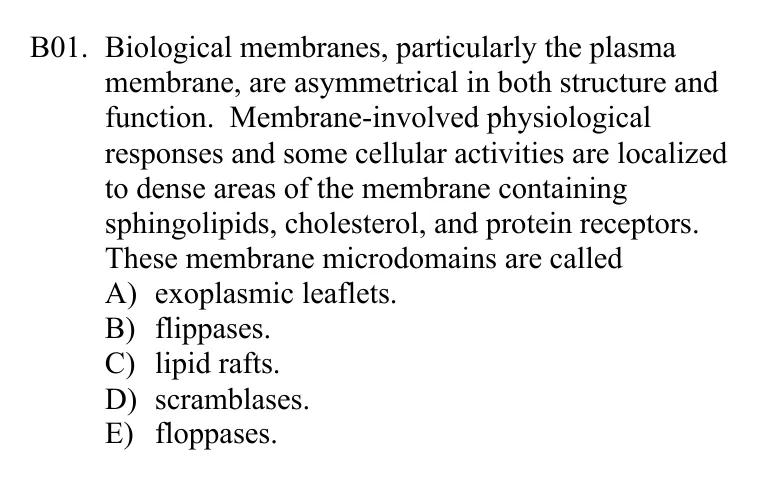 B01. Biological membranes, particularly the plasma
membrane, are asymmetrical in both structure and
function.  Membrane-involved physiological
responses and some cellular activities are localized
to dense areas of the membrane containing
sphingolipids, cholesterol, and protein receptors.
These membrane microdomains are called
A) exoplasmic leaflets.
B) flippases.
C) lipid rafts.
D) scramblases.
E) floppases.